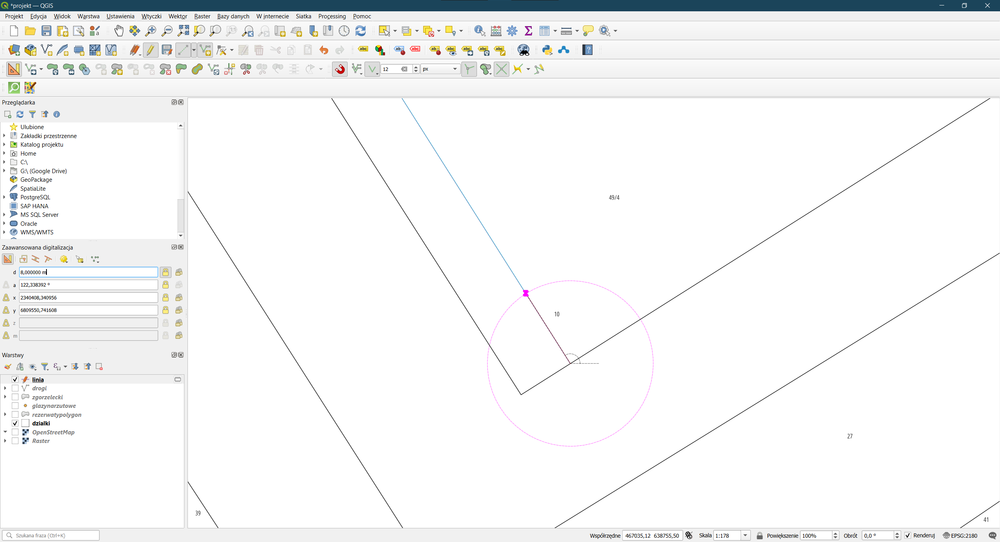 *projekt — QGIS
Projekt Edycja Widok Warstwa Ustawienia Wtyczki Wektor Raster Bazy danych W internecie Siatka Processing Pomoc
12 px
Przeglądarka
Ulubione
Zakładki przestrzenne
Katalog projektu
Home
C:\
G:\ (Google Drive)
GeoPackage
SpatiaLite
PostgreSQL
SAP HANA
MS SQL Server
Oracle
WMS/WMTS
Zaawansowana digitalizacja
d 8,000000 m
a 122,338392 °
x 2340408,340956
y 6809550,741608
z
m
Warstwy
linia
drogi
zgorzelecki
glazynarzutowe
rezerwatypolygon
dzialki
OpenStreetMap
Raster
49/4
10
27
39
41
Szukana fraza (Ctrl+K)
Współrzędne 467035,12 638755,50 Skala 1:178 Powiększenie 100% Obrót 0,0 ° Renderuj EPSG:2180